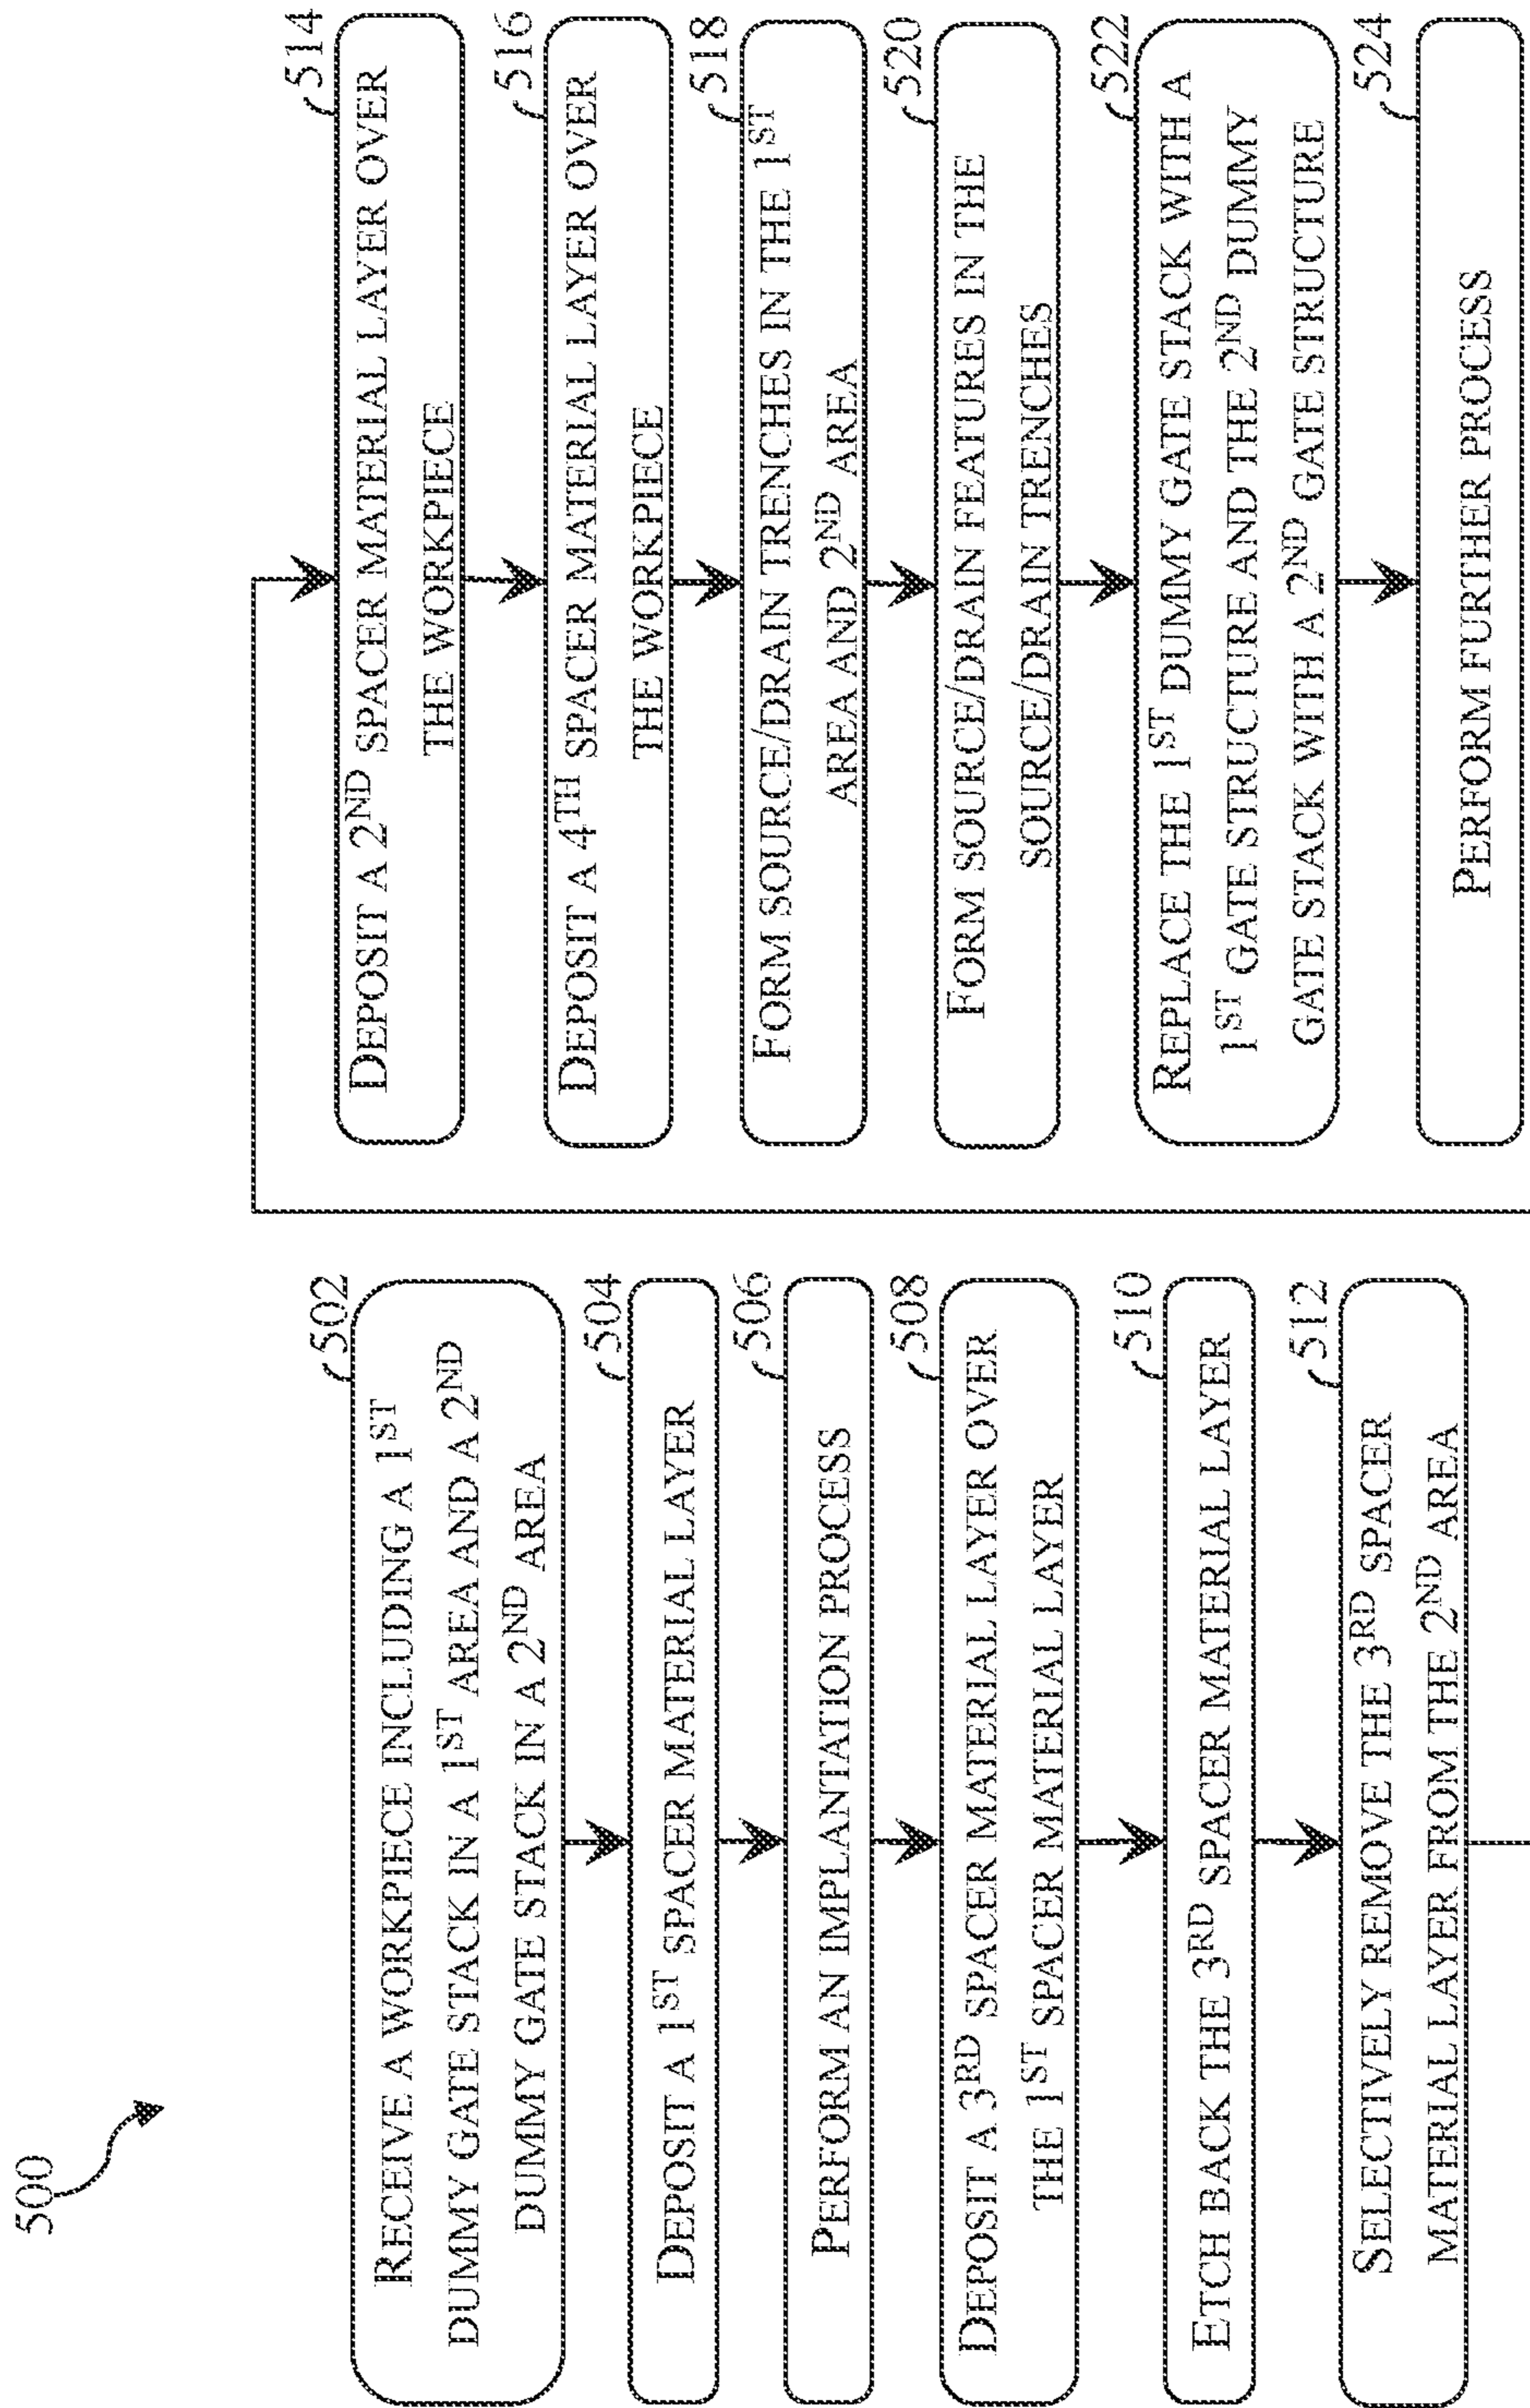 500
502
RECEIVE A WORKPIECE INCLUDING A 1ST
DUMMY GATE STACK IN A 1ST AREA AND A 2ND
DUMMY GATE STACK IN A 2ND AREA
504
DEPOSIT A 1ST SPACER MATERIAL LAYER
506
PERFORM AN IMPLANTATION PROCESS
508
DEPOSIT A 3RD SPACER MATERIAL LAYER OVER
THE 1ST SPACER MATERIAL LAYER
510
ETCH BACK THE 3RD SPACER MATERIAL LAYER
512
SELECTIVELY REMOVE THE 3RD SPACER
MATERIAL LAYER FROM THE 2ND AREA
514
DEPOSIT A 2ND SPACER MATERIAL LAYER OVER
THE WORKPIECE
516
DEPOSIT A 4TH SPACER MATERIAL LAYER OVER
THE WORKPIECE
518
FORM SOURCE/DRAIN TRENCHES IN THE 1ST
AREA AND 2ND AREA
520
FORM SOURCE/DRAIN FEATURES IN THE
SOURCE/DRAIN TRENCHES
522
REPLACE THE 1ST DUMMY GATE STACK WITH A
1ST GATE STRUCTURE AND THE 2ND DUMMY
GATE STACK WITH A 2ND GATE STRUCTURE
524
PERFORM FURTHER PROCESS